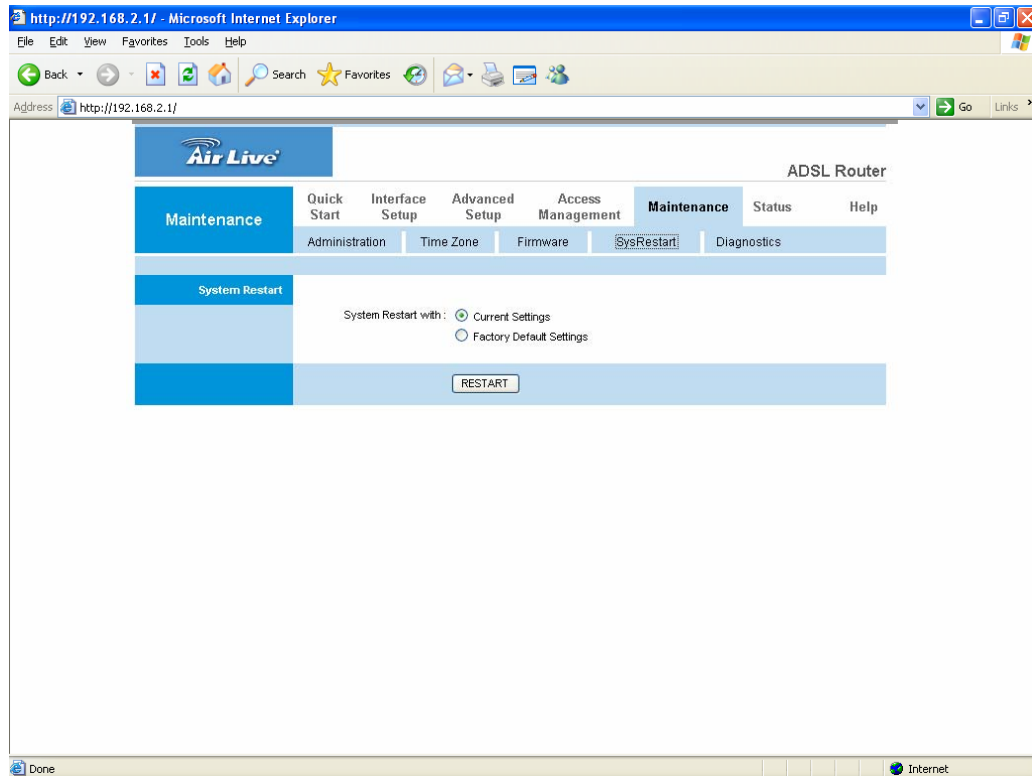 http://192.168.2.1/ - Microsoft Internet Explorer
File Edit View Favorites Tools Help
Back Search Favorites
Address http://192.168.2.1/ Go Links
Air Live
ADSL Router
Maintenance
Quick Start Interface Setup Advanced Setup Access Management Maintenance Status Help
Administration Time Zone Firmware SysRestart Diagnostics
System Restart
System Restart with : Current Settings
Factory Default Settings
RESTART
Done Internet